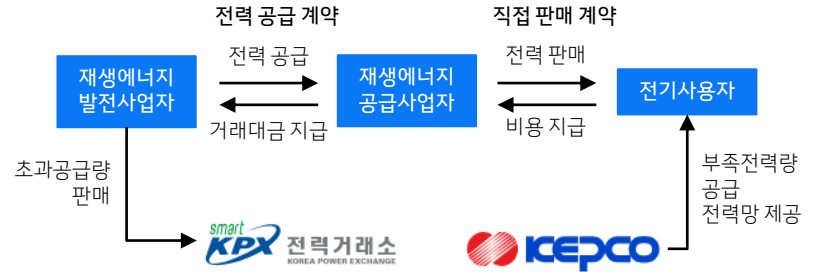 전력 공급 계약
직접 판매 계약
재생에너지
발전사업자
전력 공급
거래대금 지급
재생에너지
공급사업자
전력 판매
비용 지급
전기사용자
초과공급량
판매
부족전력량
공급
전력망 제공
smart
KPX 전력거래소
KOREA POWER EXCHANGE
KEPCO